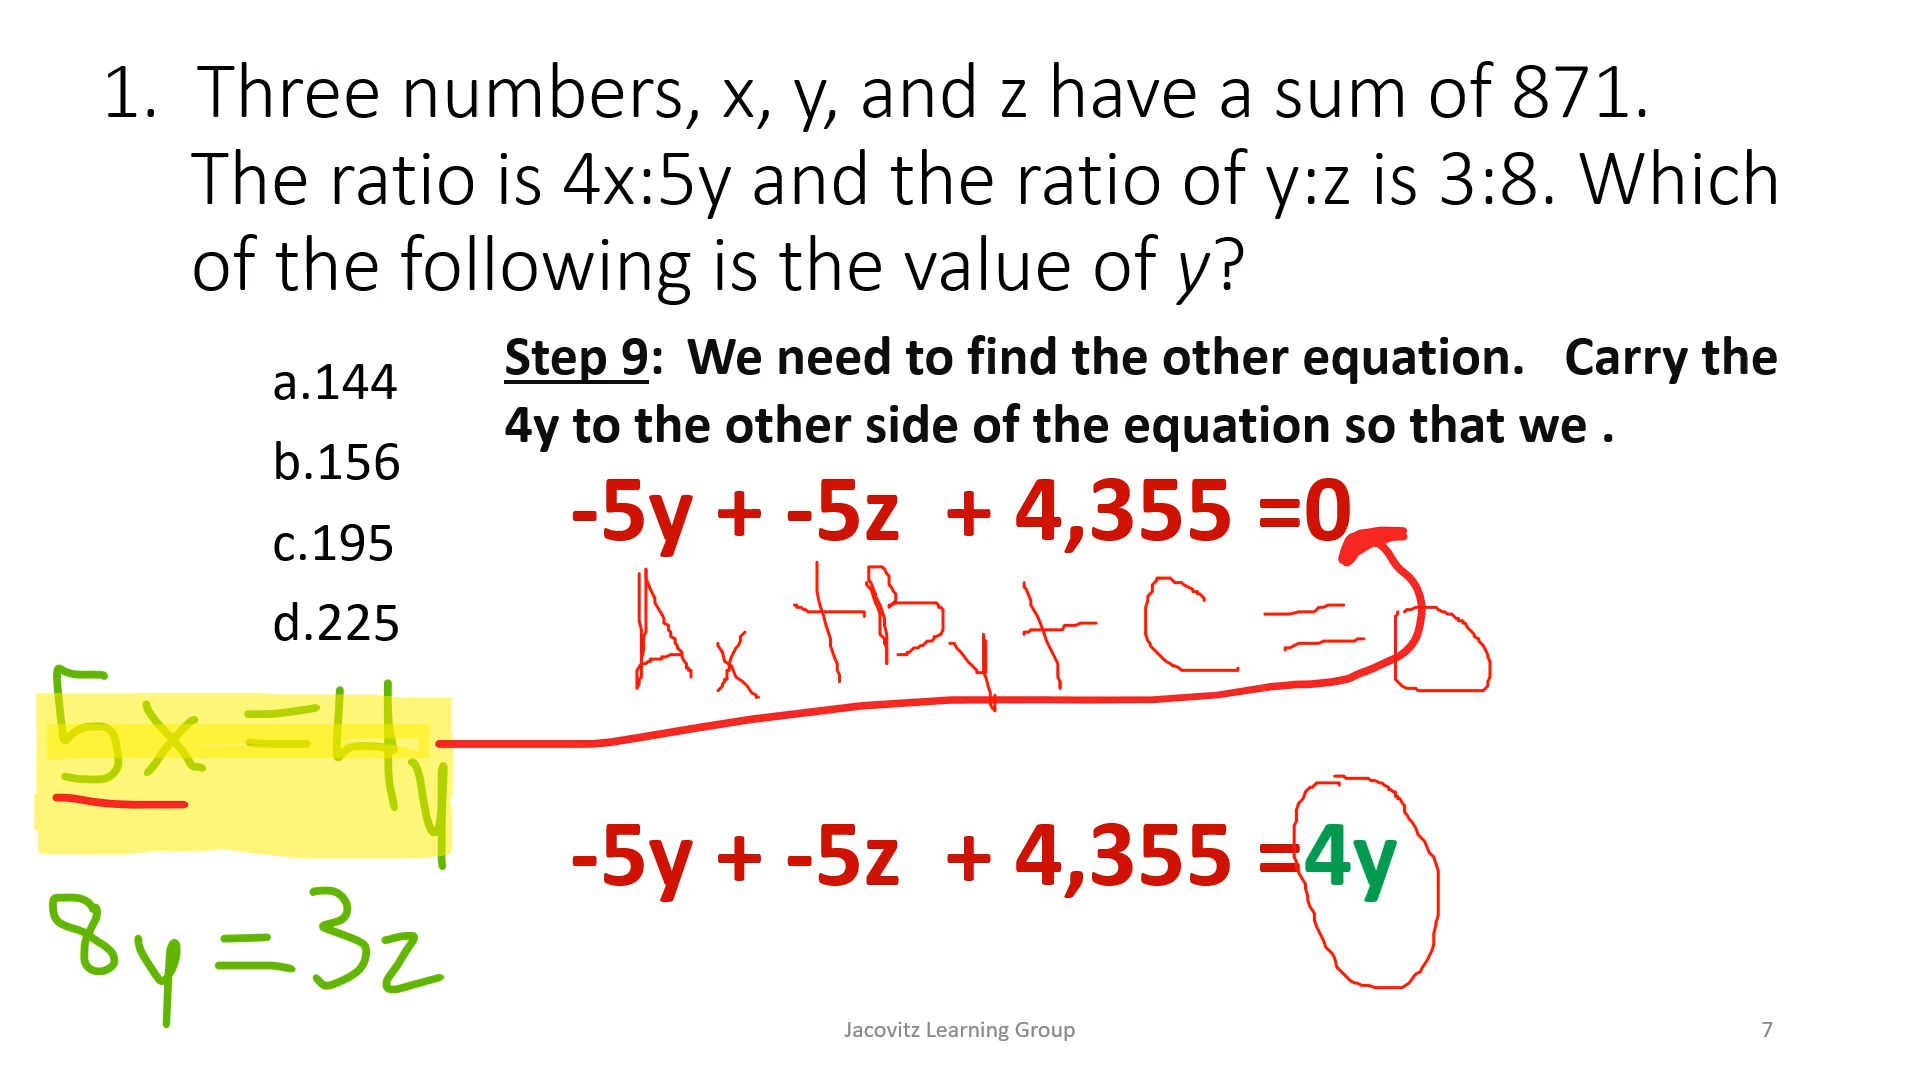 1. Three numbers, x, y, and z have a sum of 871.
The ratio is 4x:5y and the ratio of y:z is 3:8. Which
of the following is the value of y?
a.144
b.156
c.195
d.225
Step 9: We need to find the other equation. Carry the
4y to the other side of the equation so that we .
-5y + -5z + 4,355 =0
Ax + By + C = 0
5x = 4y
-5y + -5z + 4,355 =4y
8y = 3z
Jacovitz Learning Group
7